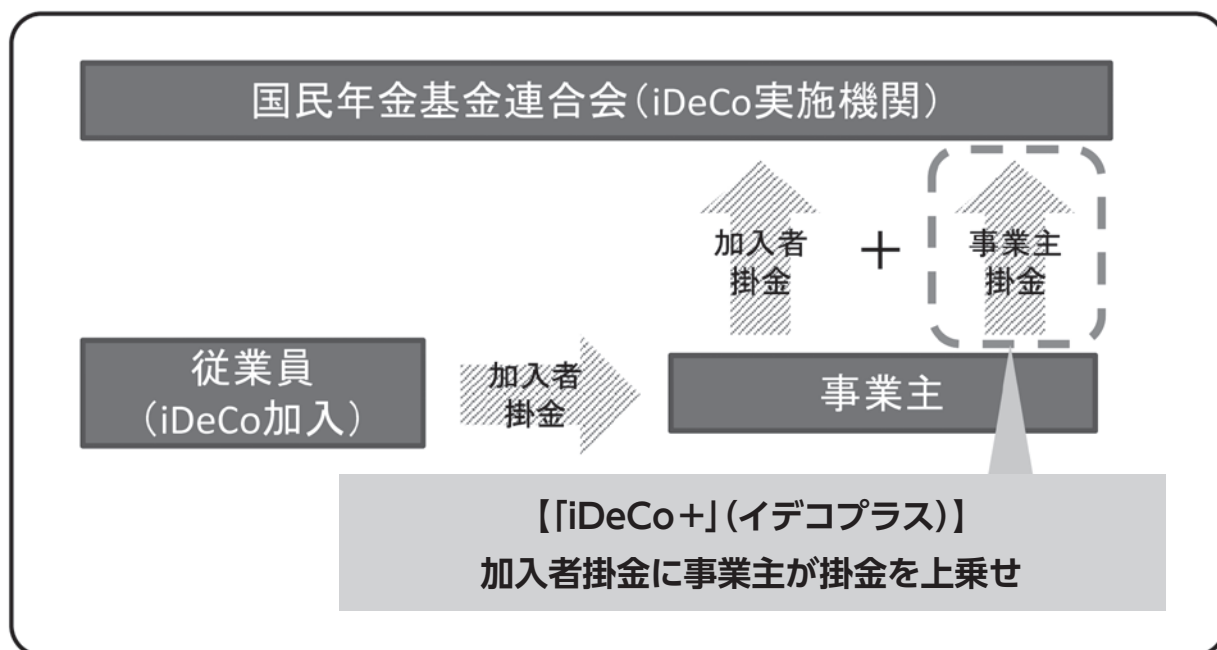 国民年金基金連合会（iDeCo実施機関）
加入者
掛金
＋
事業主
掛金
従業員
（iDeCo加入）
加入者
掛金
事業主
【「iDeCo＋」（イデコプラス）】
加入者掛金に事業主が掛金を上乗せ